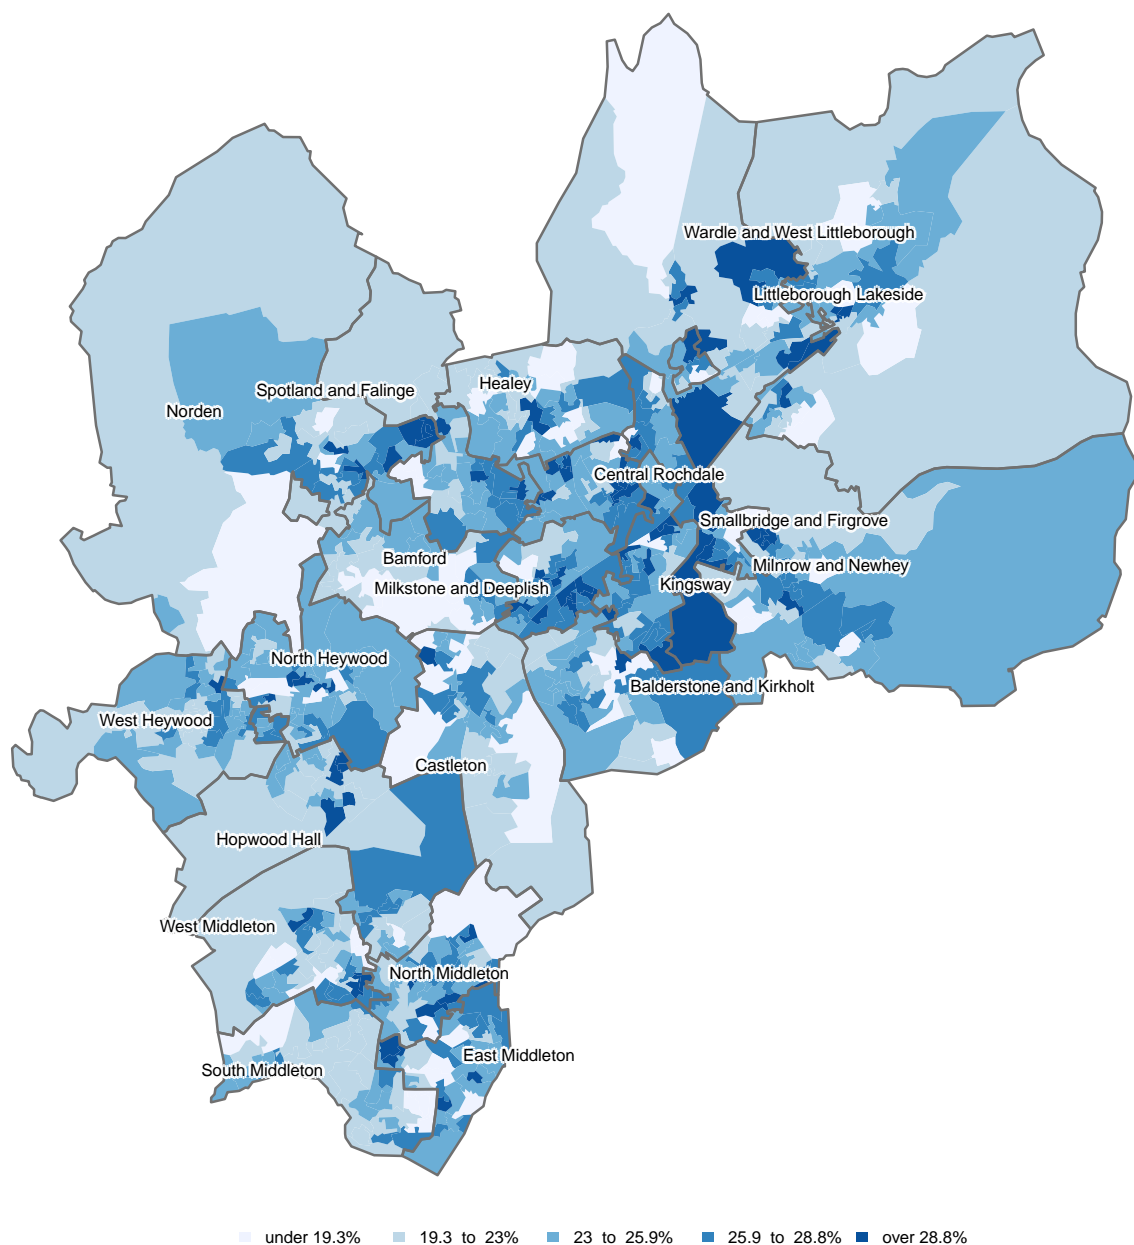 Wardle and West Littleborough
Littleborough Lakeside
Healey
Spotland and Falinge
Norden
Central Rochdale
Smallbridge and Firgrove
Bamford
Milnrow and Newhey
Milkstone and Deeplish
Kingsway
North Heywood
Balderstone and Kirkholt
West Heywood
Castleton
Hopwood Hall
West Middleton
North Middleton
East Middleton
South Middleton
under 19.3% 19.3 to 23% 23 to 25.9% 25.9 to 28.8% over 28.8%